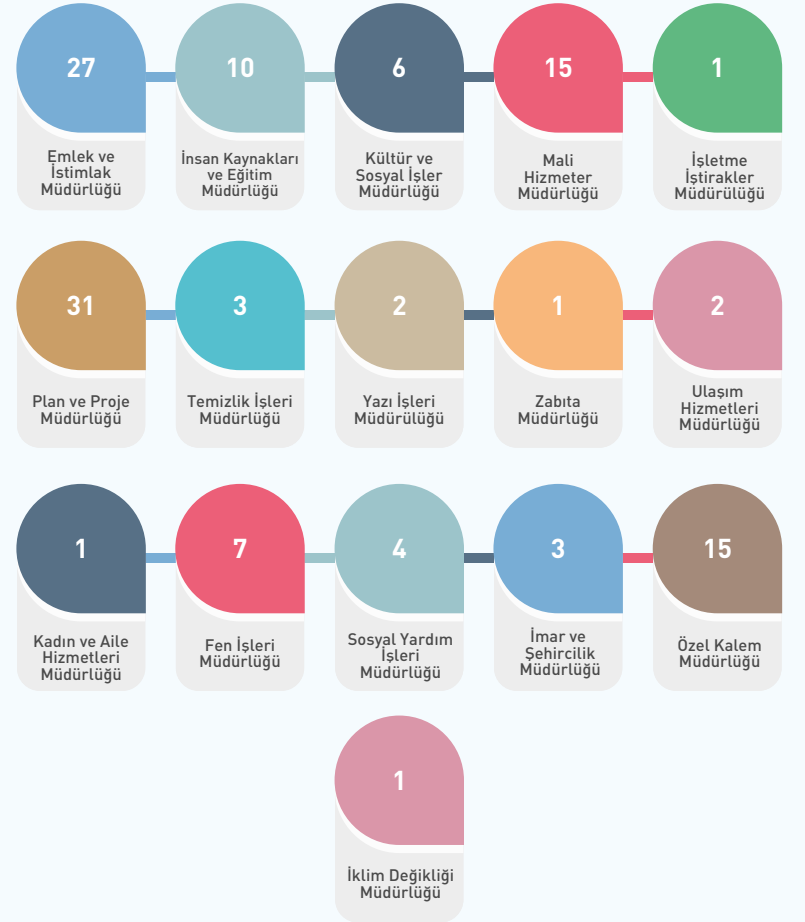 27
Emlek ve
İstimlak
Müdürlüğü
10
İnsan Kaynakları
ve Eğitim
Müdürlüğü
6
Kültür ve
Sosyal İşler
Müdürlüğü
15
Mali
Hizmeter
Müdürlüğü
1
İşletme
İştirakler
Müdürülüğü
31
Plan ve Proje
Müdürlüğü
3
Temizlik İşleri
Müdürlüğü
2
Yazı İşleri
Müdürülüğü
1
Zabıta
Müdürlüğü
2
Ulaşım
Hizmetleri
Müdürlüğü
1
Kadın ve Aile
Hizmetleri
Müdürlüğü
7
Fen İşleri
Müdürlüğü
4
Sosyal Yardım
İşleri
Müdürlüğü
3
İmar ve
Şehircilik
Müdürlüğü
15
Özel Kalem
Müdürlüğü
1
İklim Değikliği
Müdürlüğü